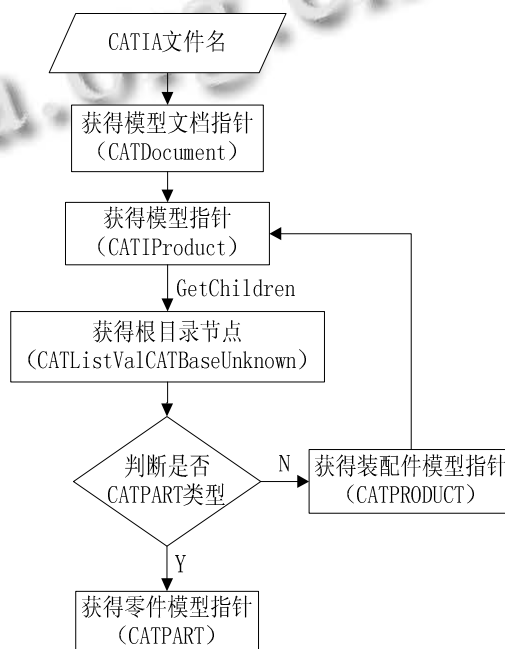 CATIA文件名
获得模型文档指针
(CATDocument)
获得模型指针
(CATIProduct)
GetChildren
获得根目录节点
(CATListValCATBaseUnknown)
判断是否
CATPART类型
N
获得装配件模型指针
(CATPRODUCT)
Y
获得零件模型指针
(CATPART)